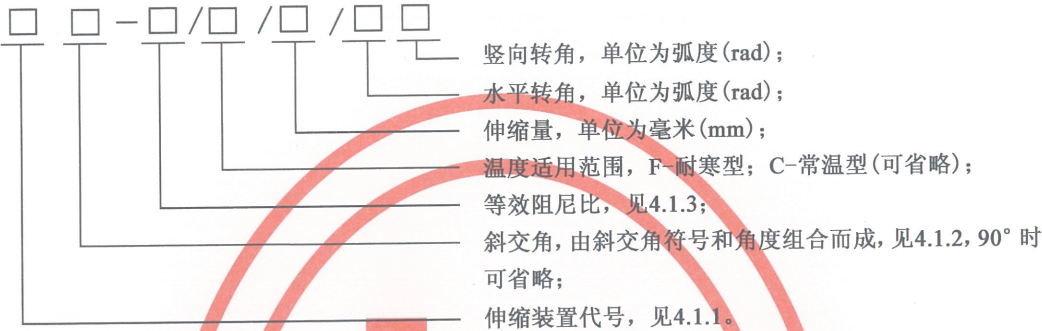 □ □-□/□/□/□□
竖向转角，单位为弧度(rad)；
水平转角，单位为弧度(rad)；
伸缩量，单位为毫米(mm)；
温度适用范围，F-耐寒型；C-常温型(可省略)；
等效阻尼比，见4.1.3；
斜交角，由斜交角符号和角度组合而成，见4.1.2，90°时
可省略；
伸缩装置代号，见4.1.1。